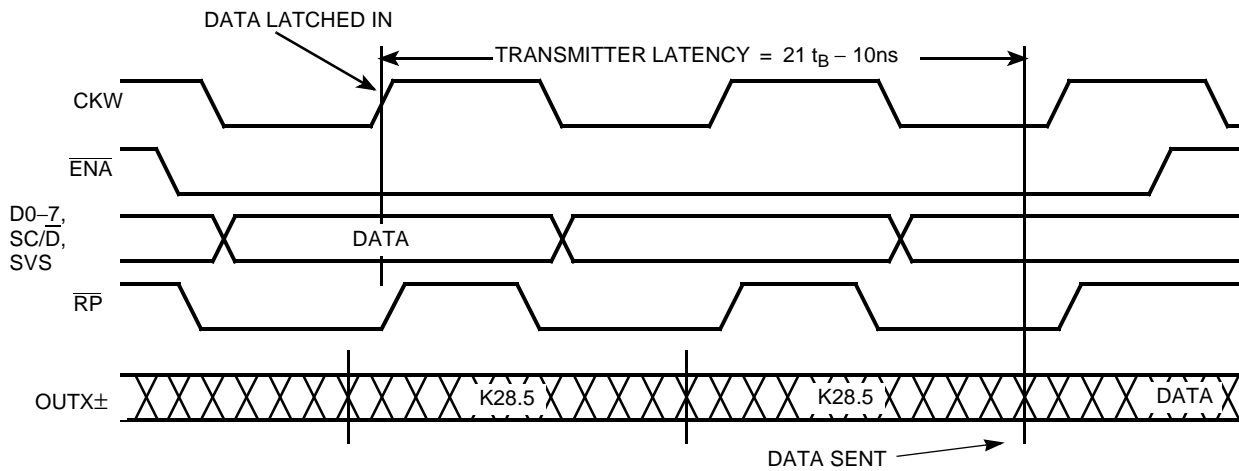 DATA LATCHED IN
TRANSMITTER LATENCY = 21 tB – 10ns
CKW
ENA
D0–7,
SC/D,
SVS
DATA
RP
OUTX±
K28.5
K28.5
DATA
DATA SENT